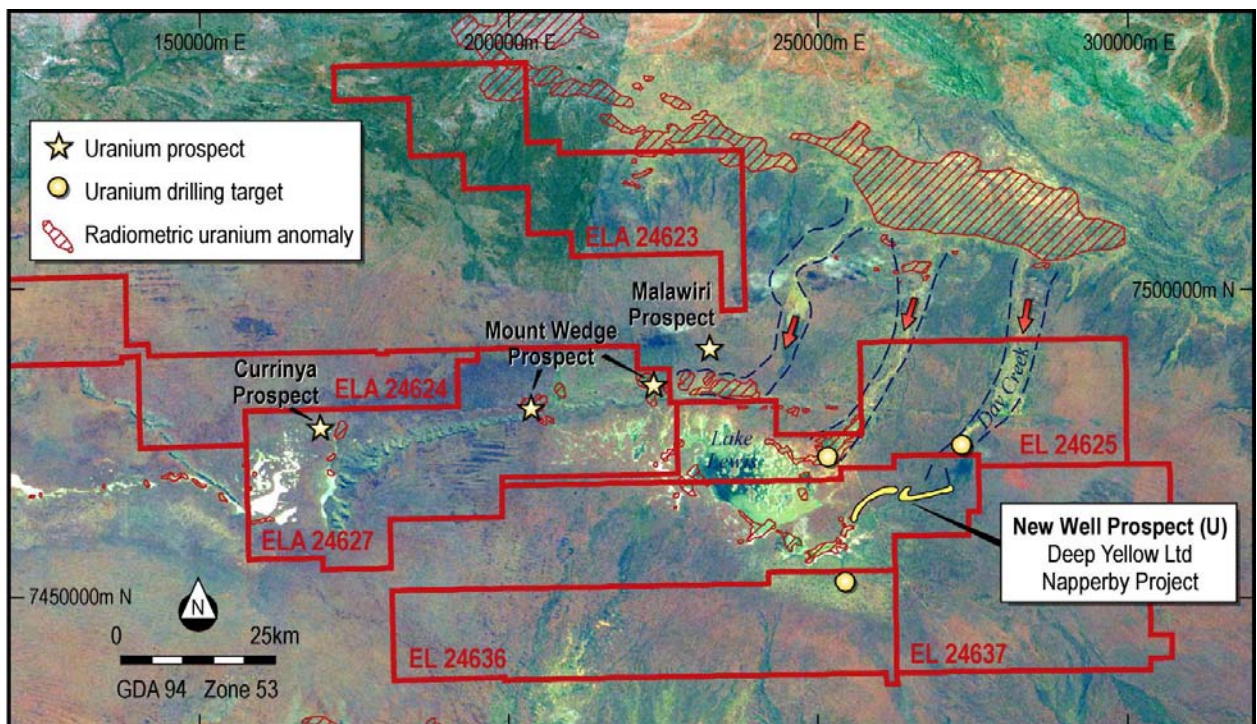 150000m E
200000m E
250000m E
300000m E
Uranium prospect
Uranium drilling target
Radiometric uranium anomaly
ELA 24623
7500000m N
Malawiri
Prospect
Mount Wedge
Prospect
Currinya
Prospect
ELA 24624
Day Creek
Lake
Lewis
EL 24625
ELA 24627
New Well Prospect (U)
Deep Yellow Ltd
Napperby Project
7450000m N
N
0
25km
GDA 94 Zone 53
EL 24636
EL 24637